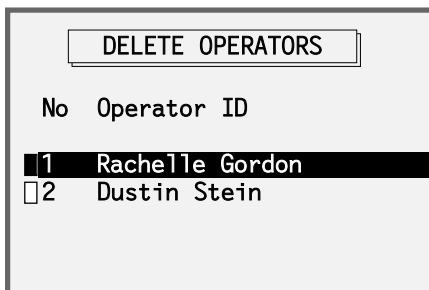 DELETE OPERATORS
No Operator ID
1 Rachelle Gordon
2 Dustin Stein